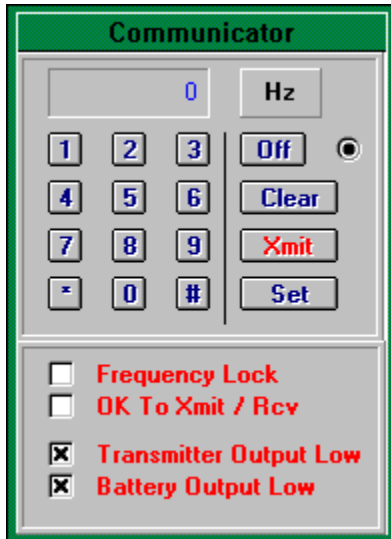 Communicator
0 Hz
1 2 3 Off
4 5 6 Clear
7 8 9 Xmit
* 0 # Set
Frequency Lock
OK To Xmit / Rcv
Transmitter Output Low
Battery Output Low